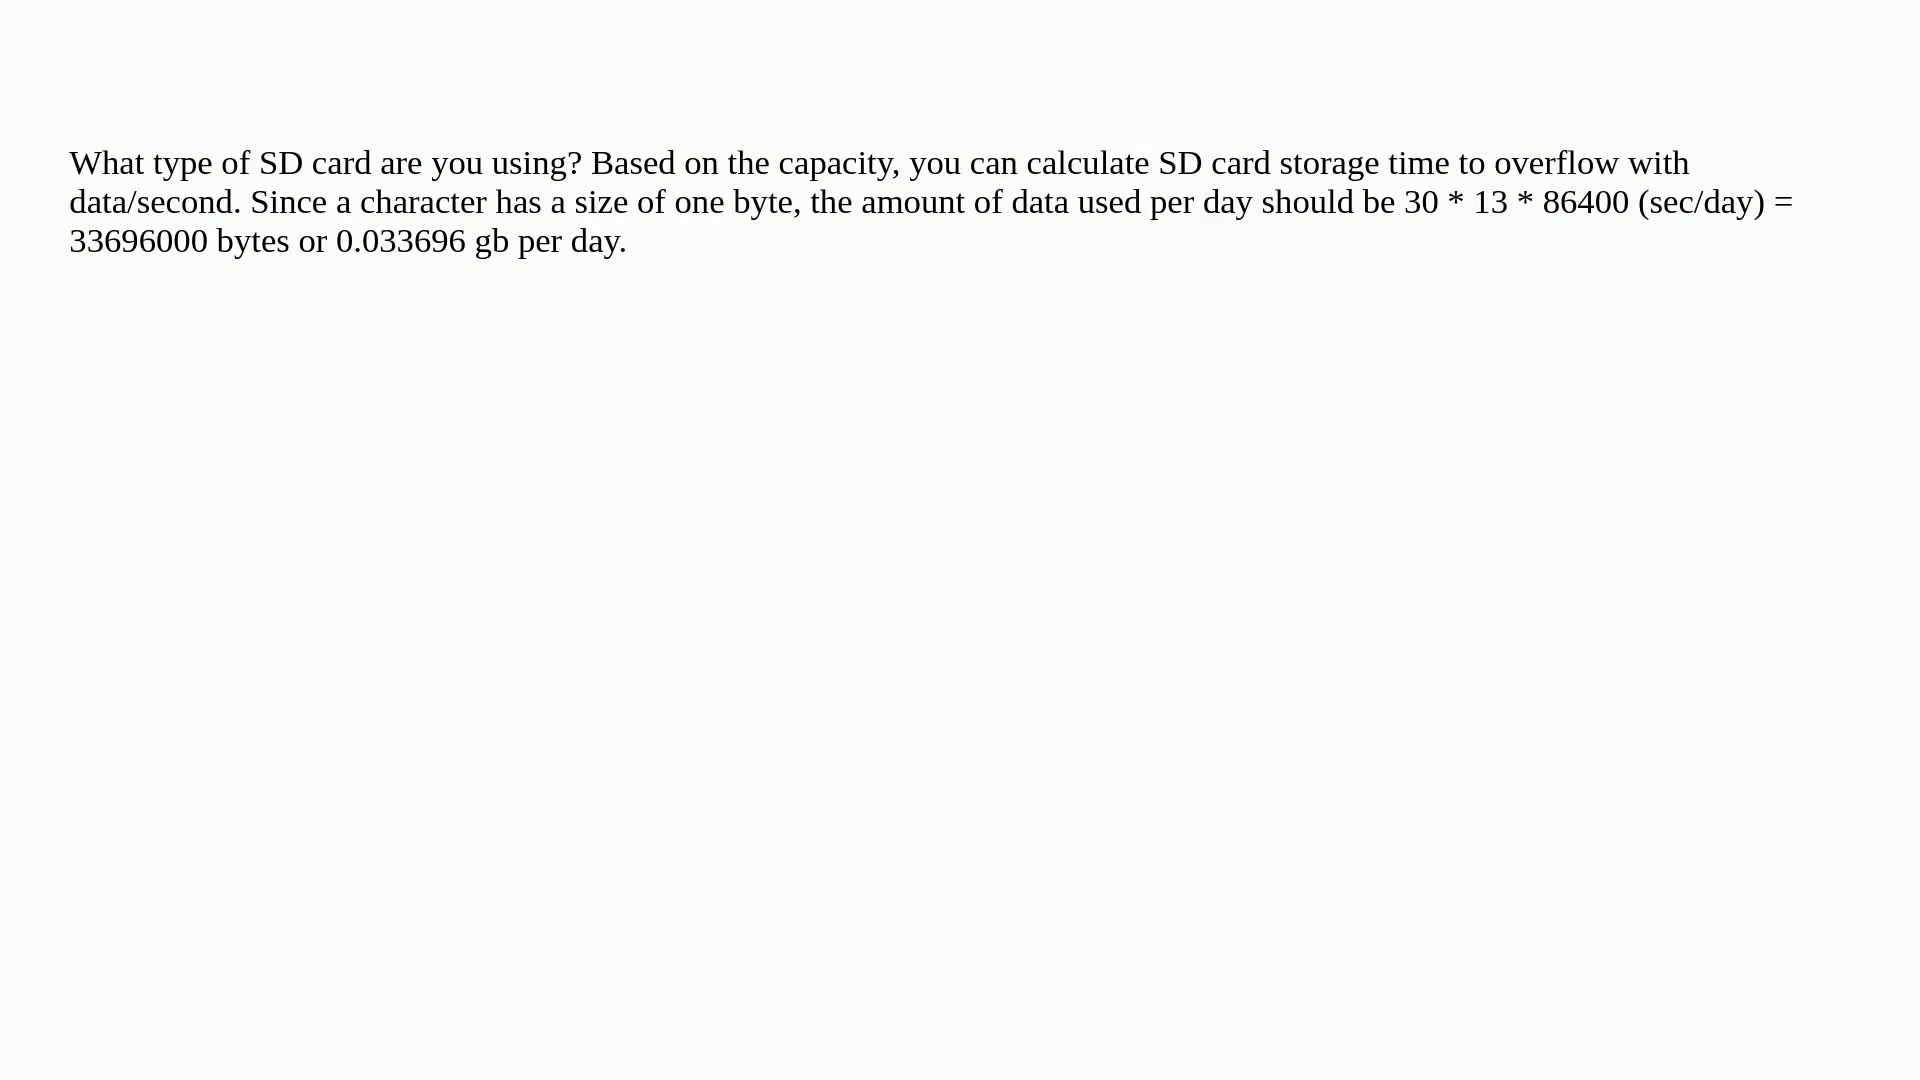 What type of SD card are you using? Based on the capacity, you can calculate SD card storage time to overflow with
data/second. Since a character has a size of one byte, the amount of data used per day should be 30 * 13 * 86400 (sec/day) =
33696000 bytes or 0.033696 gb per day.